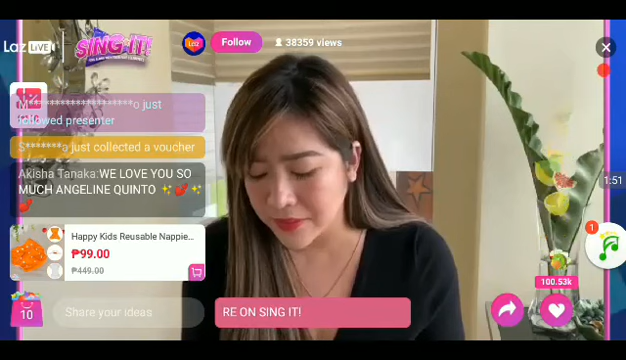 Laz LIVE
SING IT!
Laz
Follow
38359 views
M********************o just
followed presenter
S*******a just collected a voucher
Akisha Tanaka:WE LOVE YOU SO
MUCH ANGELINE QUINTO
1:51
Happy Kids Reusable Nappie...
₱99.00
₱449.00
1
100.53k
10
Share your ideas
RE ON SING IT!